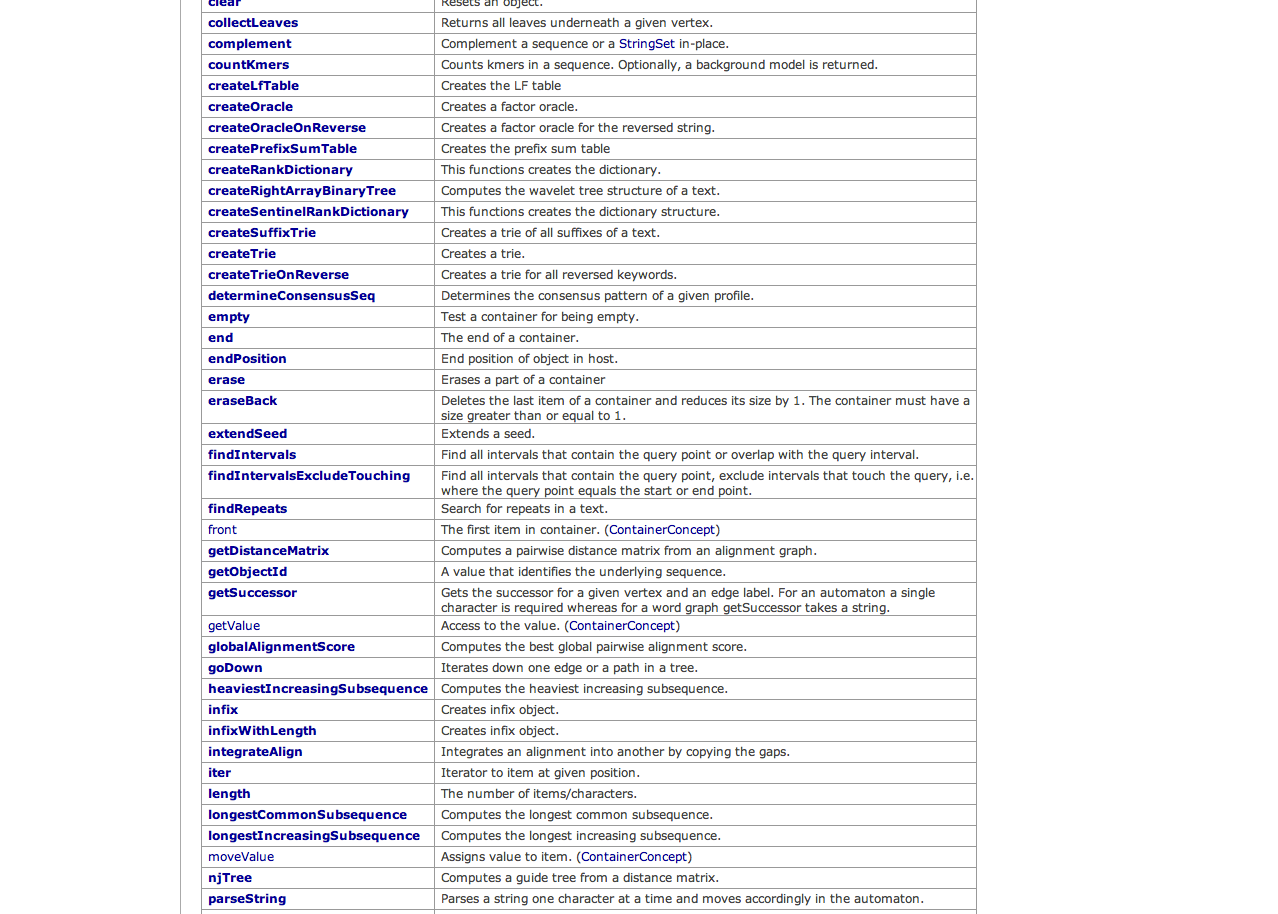 clear Resets an object.
collectLeaves Returns all leaves underneath a given vertex.
complement Complement a sequence or a StringSet in-place.
countKmers Counts kmers in a sequence. Optionally, a background model is returned.
createLfTable Creates the LF table
createOracle Creates a factor oracle.
createOracleOnReverse Creates a factor oracle for the reversed string.
createPrefixSumTable Creates the prefix sum table
createRankDictionary This functions creates the dictionary.
createRightArrayBinaryTree Computes the wavelet tree structure of a text.
createSentinelRankDictionary This functions creates the dictionary structure.
createSuffixTrie Creates a trie of all suffixes of a text.
createTrie Creates a trie.
createTrieOnReverse Creates a trie for all reversed keywords.
determineConsensusSeq Determines the consensus pattern of a given profile.
empty Test a container for being empty.
end The end of a container.
endPosition End position of object in host.
erase Erases a part of a container
eraseBack Deletes the last item of a container and reduces its size by 1. The container must have a
size greater than or equal to 1.
extendSeed Extends a seed.
findIntervals Find all intervals that contain the query point or overlap with the query interval.
findIntervalsExcludeTouching Find all intervals that contain the query point, exclude intervals that touch the query, i.e.
where the query point equals the start or end point.
findRepeats Search for repeats in a text.
front The first item in container. (ContainerConcept)
getDistanceMatrix Computes a pairwise distance matrix from an alignment graph.
getObjectId A value that identifies the underlying sequence.
getSuccessor Gets the successor for a given vertex and an edge label. For an automaton a single
character is required whereas for a word graph getSuccessor takes a string.
getValue Access to the value. (ContainerConcept)
globalAlignmentScore Computes the best global pairwise alignment score.
goDown Iterates down one edge or a path in a tree.
heaviestIncreasingSubsequence Computes the heaviest increasing subsequence.
infix Creates infix object.
infixWithLength Creates infix object.
integrateAlign Integrates an alignment into another by copying the gaps.
iter Iterator to item at given position.
length The number of items/characters.
longestCommonSubsequence Computes the longest common subsequence.
longestIncreasingSubsequence Computes the longest increasing subsequence.
moveValue Assigns value to item. (ContainerConcept)
njTree Computes a guide tree from a distance matrix.
parseString Parses a string one character at a time and moves accordingly in the automaton.